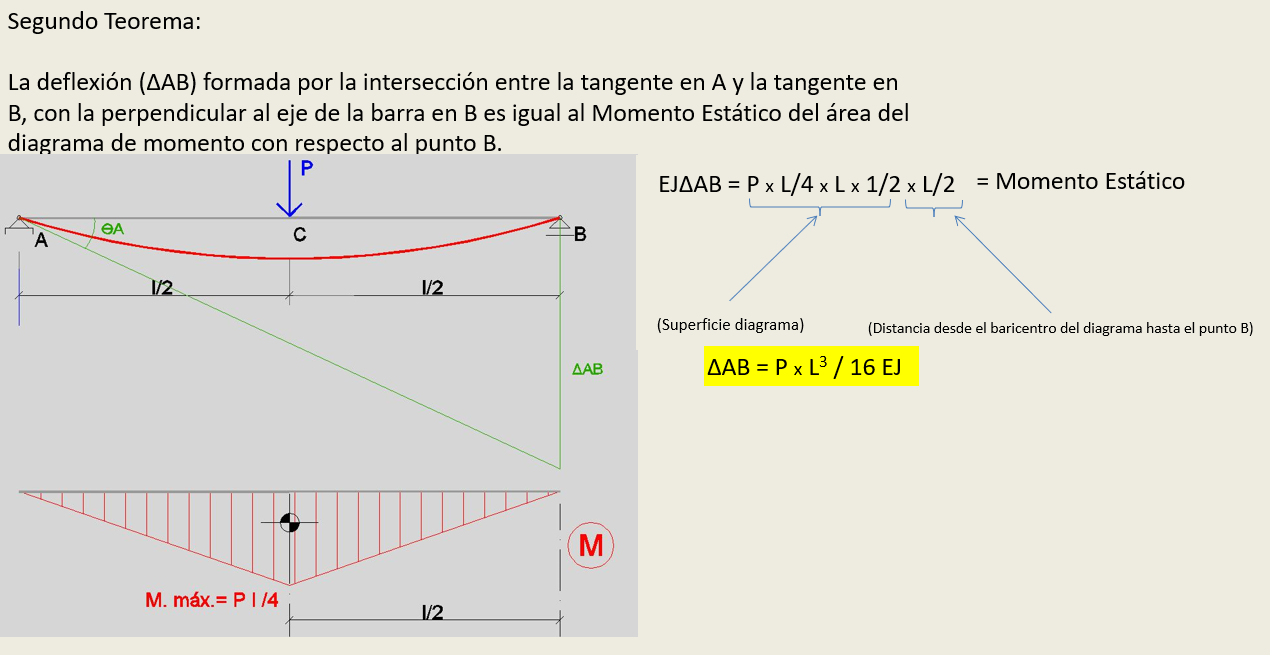 Segundo Teorema:
La deflexión (ΔAB) formada por la intersección entre la tangente en A y la tangente en
B, con la perpendicular al eje de la barra en B es igual al Momento Estático del área del
diagrama de momento con respecto al punto B.
P
EJΔAB = P x L/4 x L x 1/2 x L/2 = Momento Estático
A
ΘA
C
B
l/2
l/2
(Superficie diagrama)
(Distancia desde el baricentro del diagrama hasta el punto B)
ΔAB
ΔAB = P x L³ / 16 EJ
M
M. máx.= P l /4
l/2